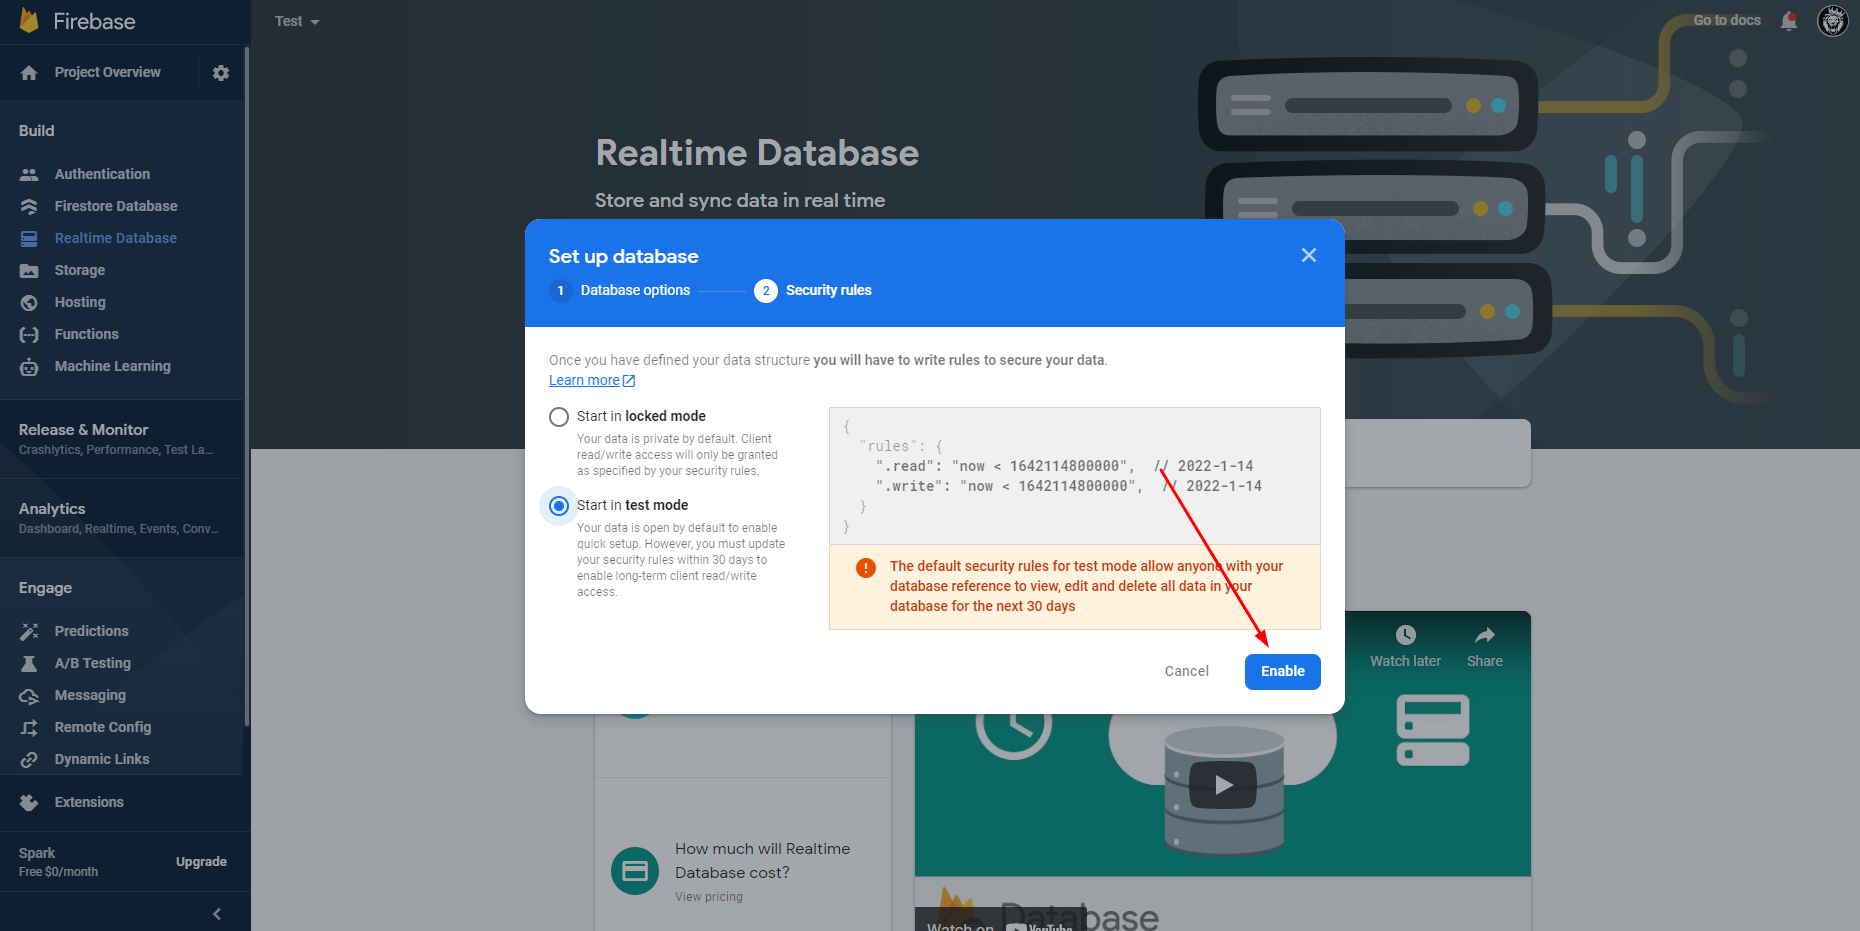 Firebase
Project Overview
Build
Authentication
Firestore Database
Realtime Database
Storage
Hosting
Functions
Machine Learning
Release & Monitor
Crashlytics, Performance, Test La...
Analytics
Dashboard, Realtime, Events, Conv...
Engage
Predictions
A/B Testing
Messaging
Remote Config
Dynamic Links
Extensions
Spark
Free $0/month
Upgrade
Test
Go to docs
Realtime Database
Store and sync data in real time
Set up database
1 Database options
2 Security rules
Once you have defined your data structure you will have to write rules to secure your data.
Learn more
Start in locked mode
Your data is private by default. Client
read/write access will only be granted
as specified by your security rules.
Start in test mode
Your data is open by default to enable
quick setup. However, you must update
your security rules within 30 days to
enable long-term client read/write
access.
{
"rules": {
".read": "now < 1642114800000",  // 2022-1-14
".write": "now < 1642114800000",  // 2022-1-14
}
}
The default security rules for test mode allow anyone with your
database reference to view, edit and delete all data in your
database for the next 30 days
Cancel
Enable
Watch later
Share
How much will Realtime
Database cost?
View pricing
Database
Watch on YouTube